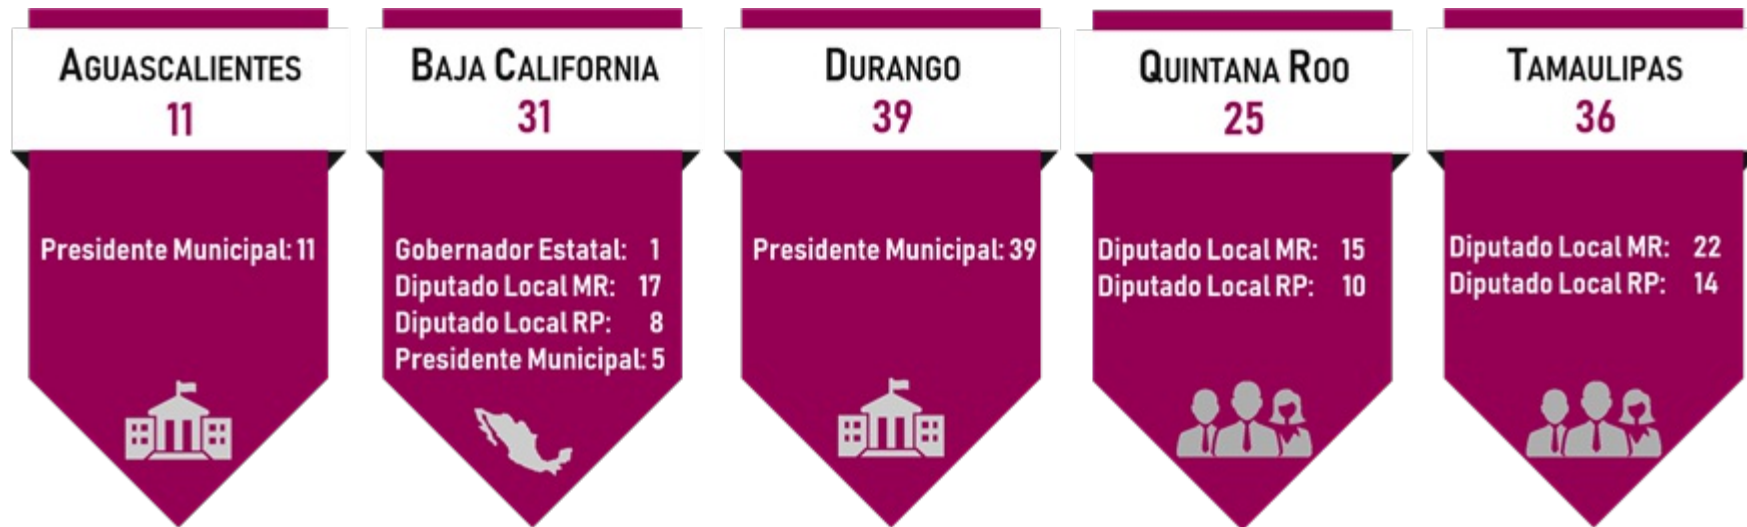 AGUASCALIENTES
11
Presidente Municipal: 11
BAJA CALIFORNIA
31
Gobernador Estatal: 1
Diputado Local MR: 17
Diputado Local RP: 8
Presidente Municipal: 5
DURANGO
39
Presidente Municipal: 39
QUINTANA ROO
25
Diputado Local MR: 15
Diputado Local RP: 10
TAMAULIPAS
36
Diputado Local MR: 22
Diputado Local RP: 14